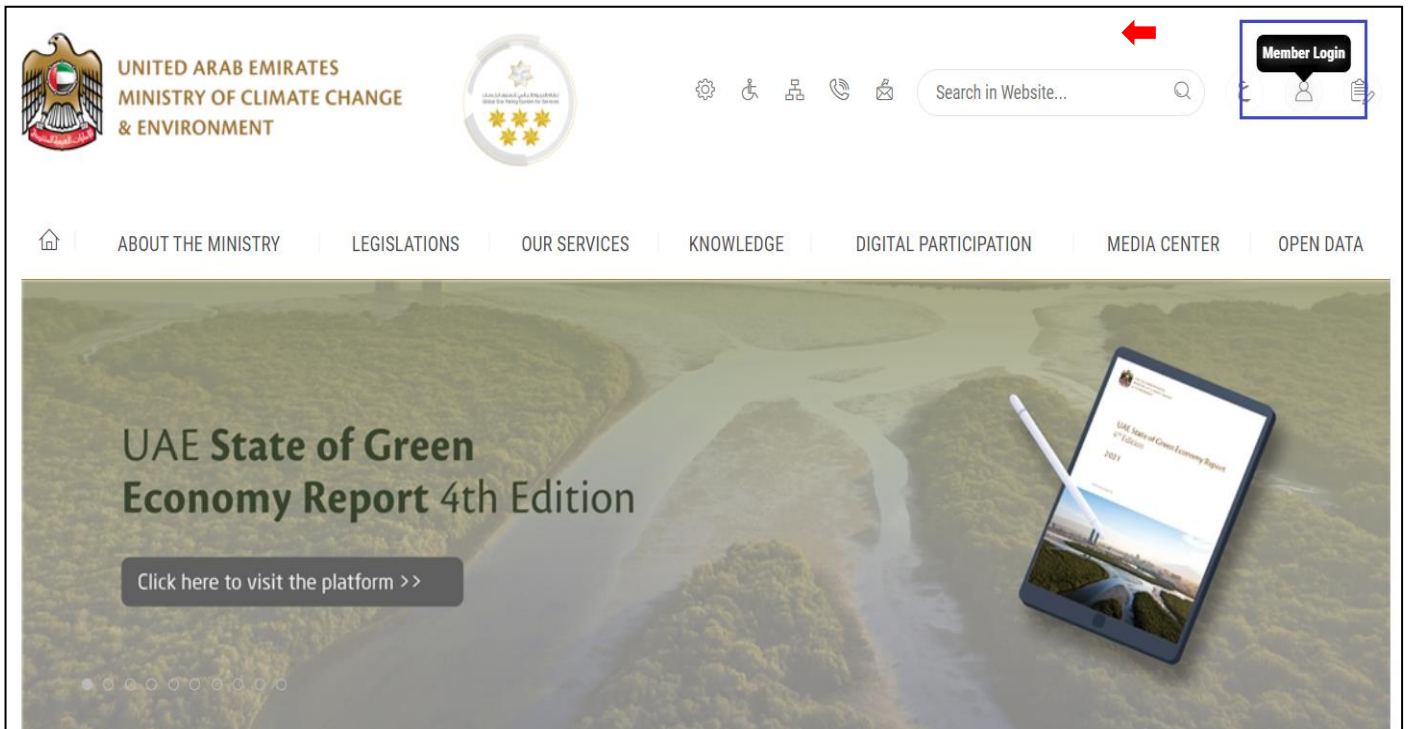 UNITED ARAB EMIRATES
MINISTRY OF CLIMATE CHANGE
& ENVIRONMENT
Search in Website...
Member Login
ABOUT THE MINISTRY
LEGISLATIONS
OUR SERVICES
KNOWLEDGE
DIGITAL PARTICIPATION
MEDIA CENTER
OPEN DATA
UAE State of Green
Economy Report 4th Edition
Click here to visit the platform >>
UAE State of Green Economy Report
4th Edition
2021